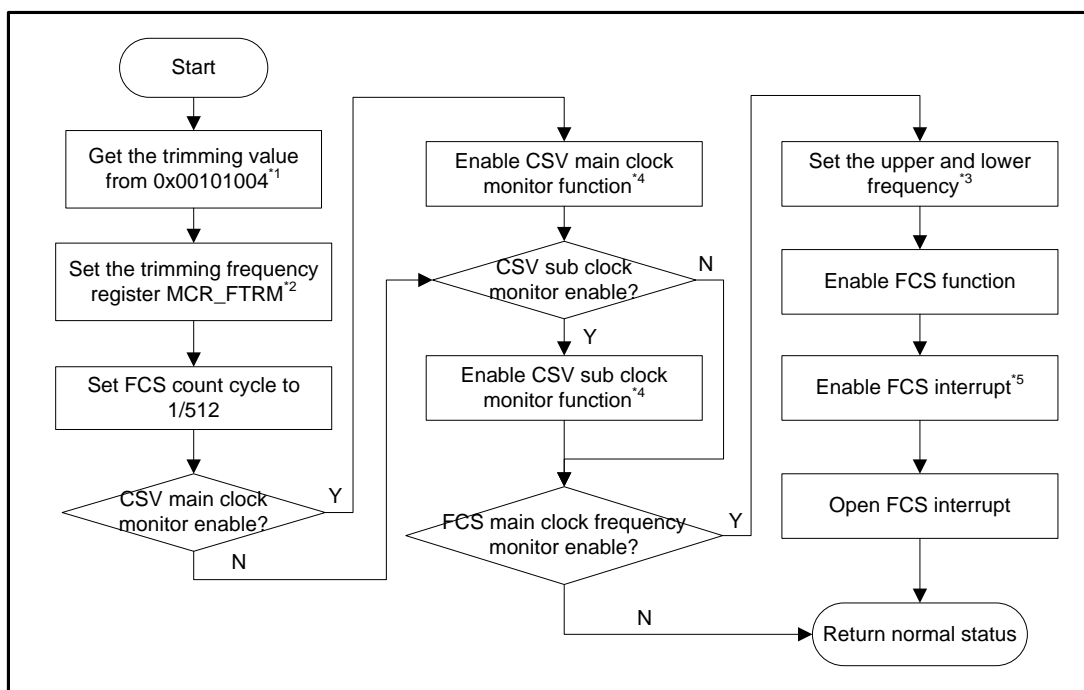 Start
Get the trimming value
from 0x00101004*1
Set the trimming frequency
register MCR_FTRM*2
Set FCS count cycle to
1/512
CSV main clock
monitor enable?
Y
N
Enable CSV main clock
monitor function*4
CSV sub clock
monitor enable?
N
Y
Enable CSV sub clock
monitor function*4
FCS main clock frequency
monitor enable?
Y
N
Set the upper and lower
frequency*3
Enable FCS function
Enable FCS interrupt*5
Open FCS interrupt
Return normal status